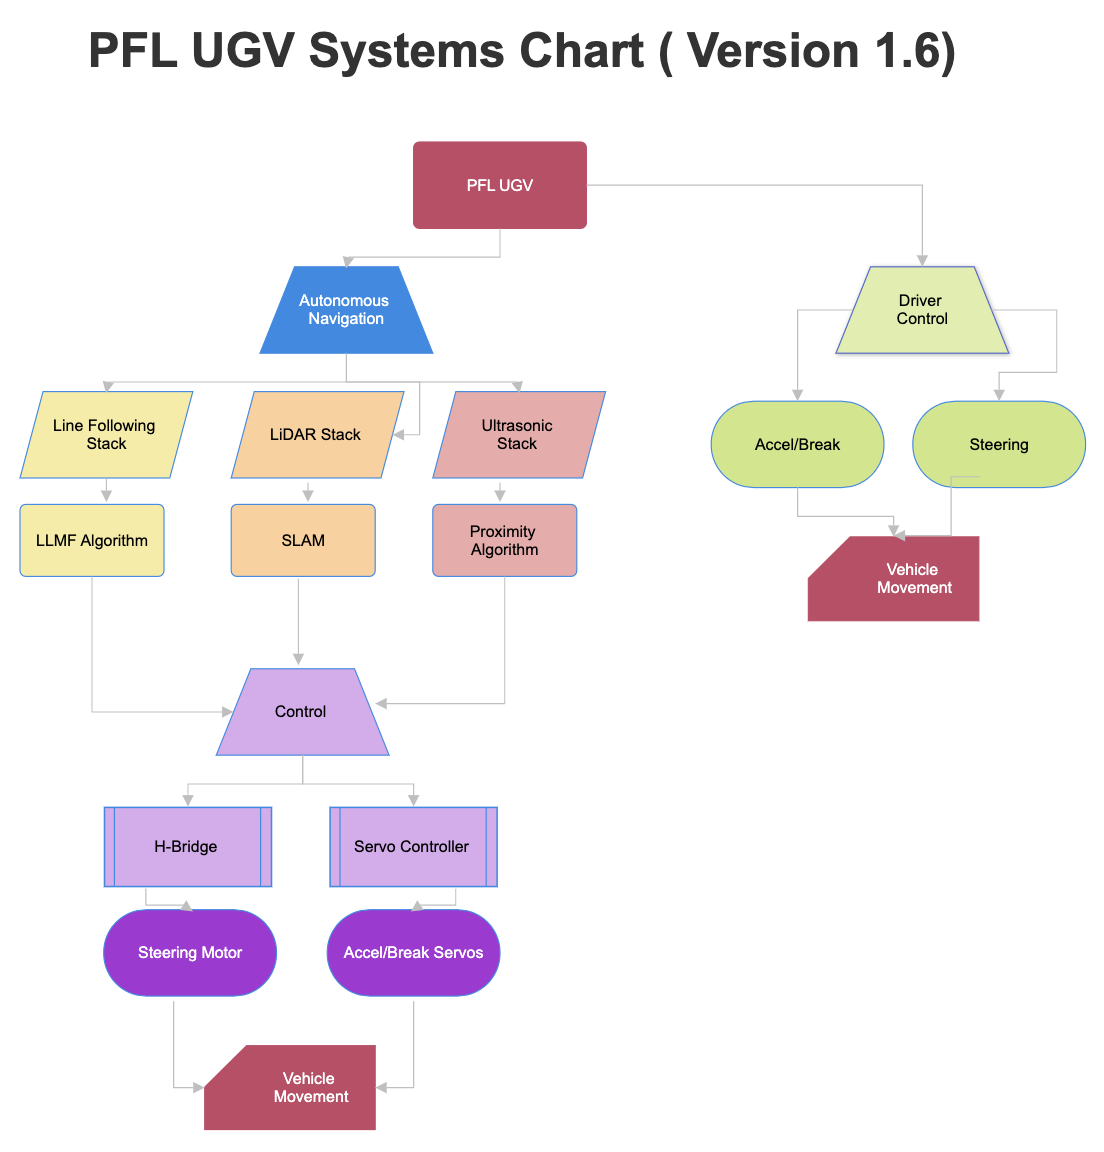 PFL UGV Systems Chart ( Version 1.6)
PFL UGV
Autonomous
Navigation
Driver
Control
Line Following
Stack
LiDAR Stack
Ultrasonic
Stack
Accel/Break
Steering
LLMF Algorithm
SLAM
Proximity
Algorithm
Vehicle
Movement
Control
H-Bridge
Servo Controller
Steering Motor
Accel/Break Servos
Vehicle
Movement